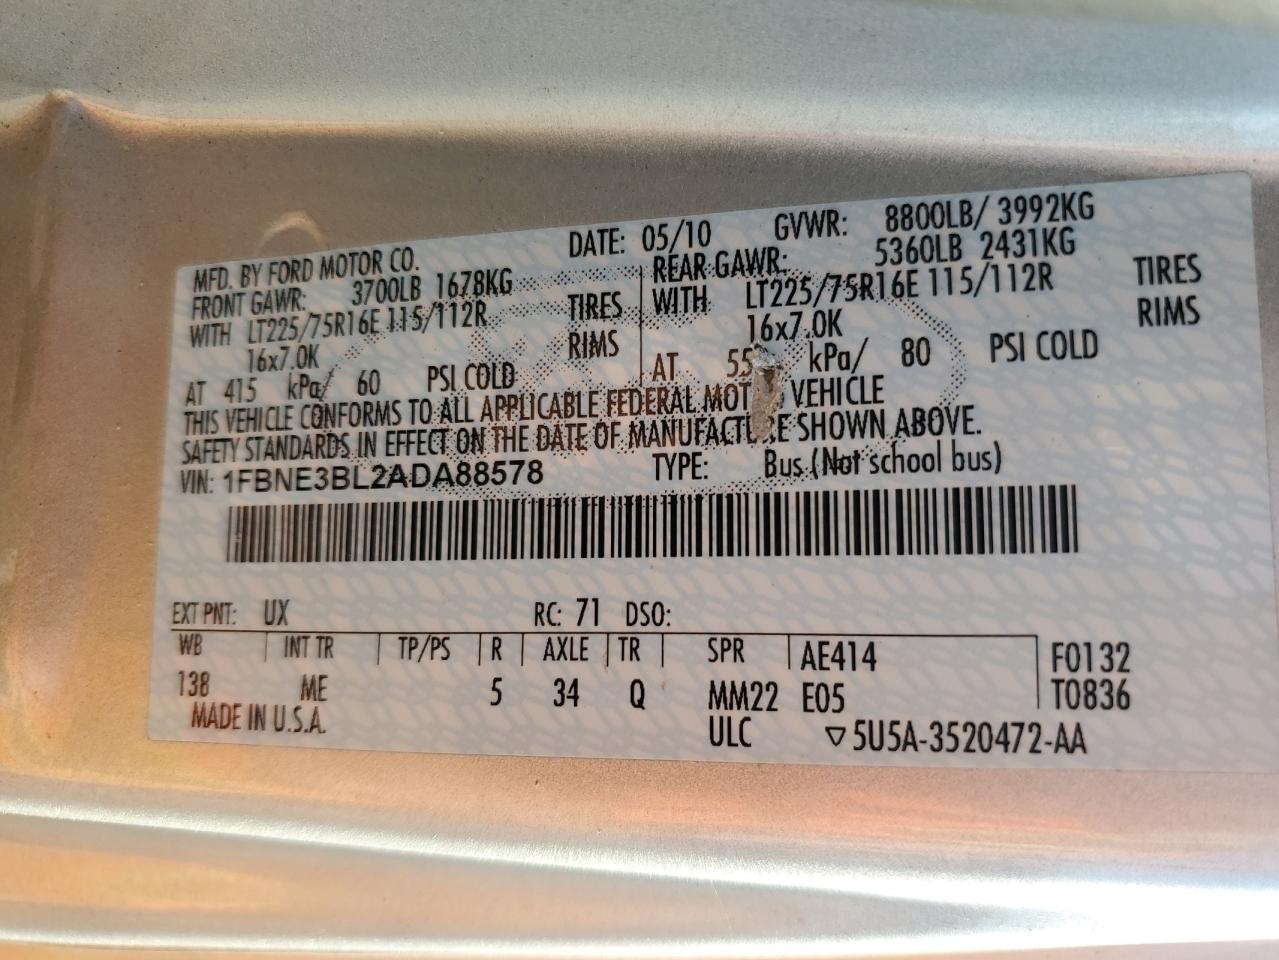 MFD. BY FORD MOTOR CO. DATE: 05/10 GVWR: 8800LB/ 3992KG
FRONT GAWR: 3700LB 1678KG REAR GAWR: 5360LB 2431KG
WITH LT225/75R16E 115/112R TIRES WITH LT225/75R16E 115/112R TIRES
16x7.0K RIMS 16x7.0K RIMS
AT 415 kPa/ 60 PSI COLD AT kPa/ 80 PSI COLD
THIS VEHICLE CONFORMS TO ALL APPLICABLE FEDERAL VEHICLE
SAFETY STANDARDS IN EFFECT ON THE DATE OF MANUFACTURE SHOWN ABOVE.
VIN: 1FBNE3BL2ADA88578 TYPE: Bus (Not school bus)
EXT PNT: UX RC: 71 DSO:
WB INT TR TP/PS R AXLE TR SPR AE414 F0132
138 ME 5 34 Q MM22 E05 T0836
MADE IN U.S.A. ULC ▽5U5A-3520472-AA